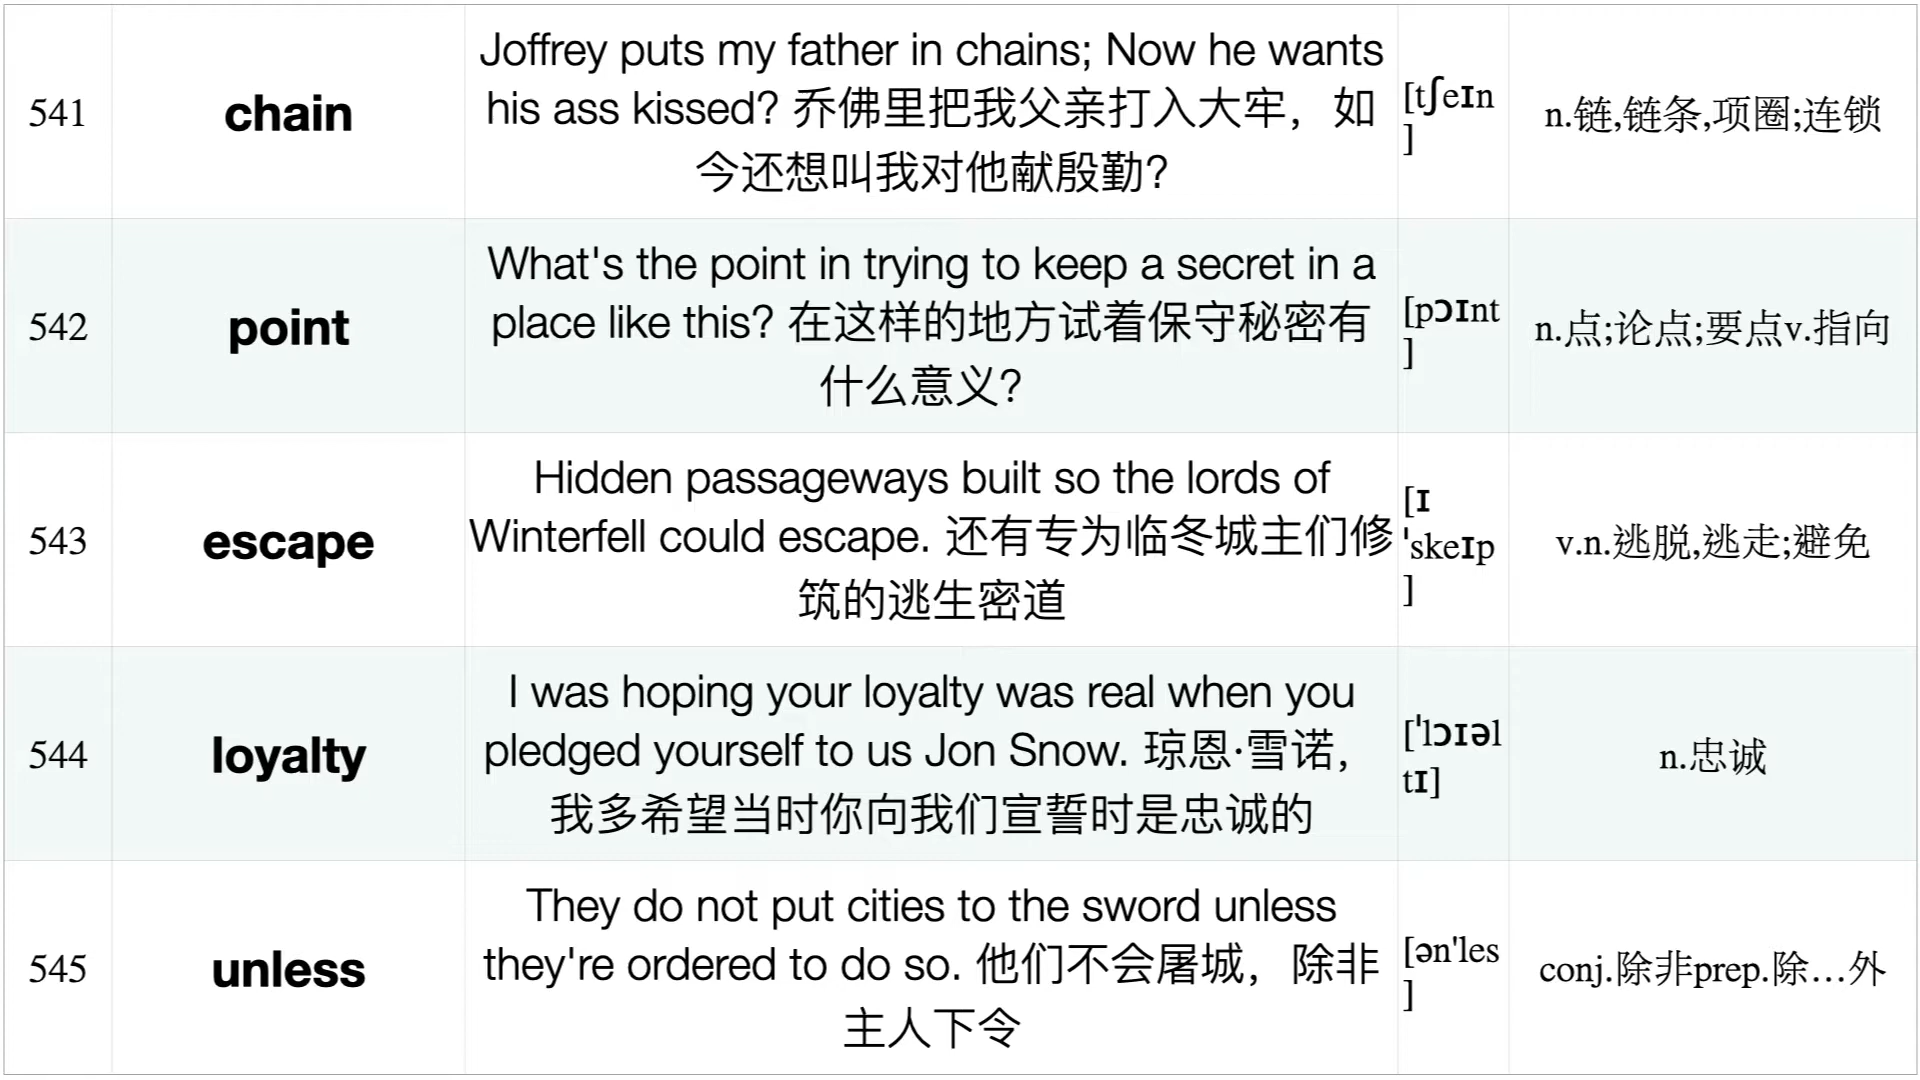 541
chain
Joffrey puts my father in chains; Now he wants
his ass kissed? 乔佛里把我父亲打入大牢，如
今还想叫我对他献殷勤?
[tʃeɪn
]
n.链,链条,项圈;连锁
542
point
What's the point in trying to keep a secret in a
place like this? 在这样的地方试着保守秘密有
什么意义?
[pɔɪnt
]
n.点;论点;要点v.指向
543
escape
Hidden passageways built so the lords of
Winterfell could escape. 还有专为临冬城主们修
筑的逃生密道
[ɪ
'skeɪp
]
v.n.逃脱,逃走;避免
544
loyalty
I was hoping your loyalty was real when you
pledged yourself to us Jon Snow. 琼恩·雪诺，
我多希望当时你向我们宣誓时是忠诚的
['lɔɪəl
tɪ]
n.忠诚
545
unless
They do not put cities to the sword unless
they're ordered to do so. 他们不会屠城，除非
主人下令
[ən'les
]
conj.除非prep.除…外